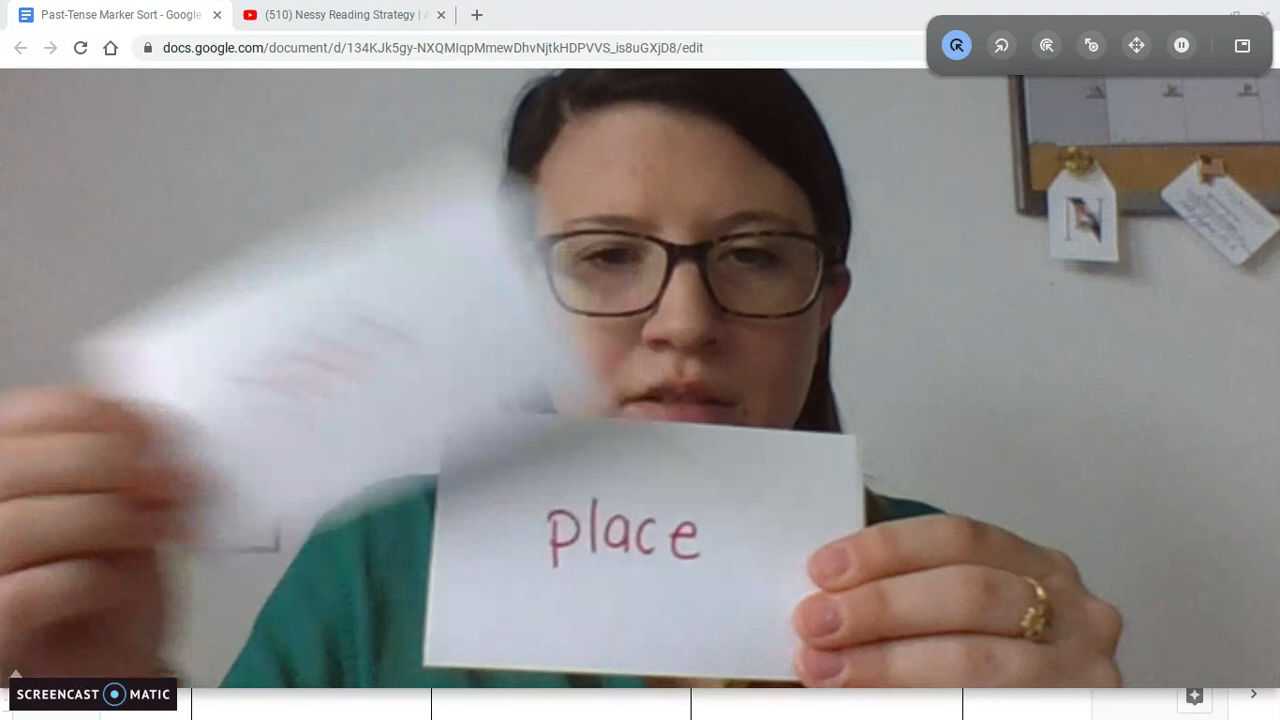 Past-Tense Marker Sort - Google
(510) Nessy Reading Strategy |
docs.google.com/document/d/134KJk5gy-NXQMIqpMmewDhvNjtkHDPVVS_is8uGXjD8/edit
place
SCREENCAST MATIC